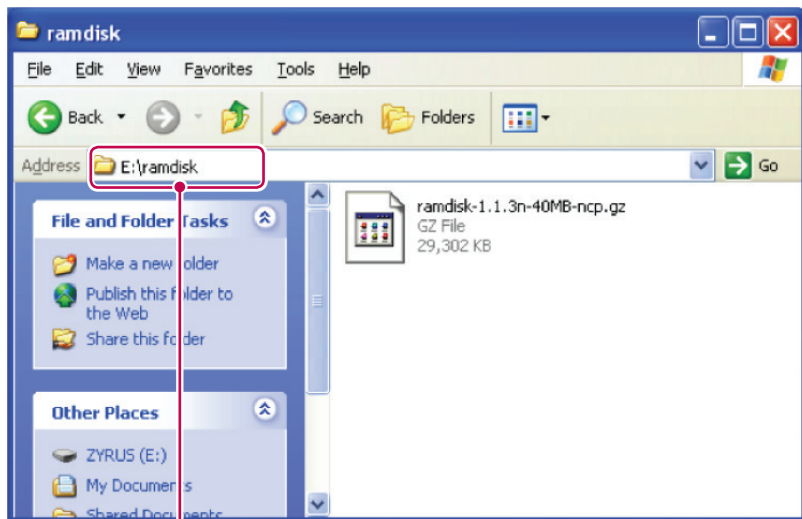 ramdisk
File Edit View Favorites Tools Help
Back Search Folders
Address E:\ramdisk Go
File and Folder Tasks
Make a new folder
Publish this folder to
the Web
Share this folder
Other Places
ZYRUS (E:)
My Documents
Shared Documents
ramdisk-1.1.3n-40MB-ncp.gz
GZ File
29,302 KB